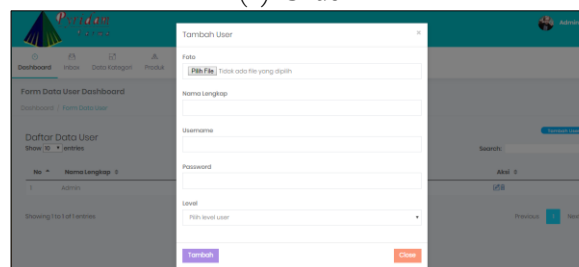 Admin
Tambah User
×
Foto
Pilih File Tidak ada file yang dipilih
Nama Lengkap
Username
Password
Level
Pilih level user
Tambah Close
Dashboard Inbox Data Kategori Produk
Form Data User Dashboard
Dashboard | Form Data User
Daftar Data User
Tambah User
Show 10 entries
Search:
No Nama Lengkap Aksi
1 Admin
Showing 1 to 1 of 1 entries
Previous 1 Next